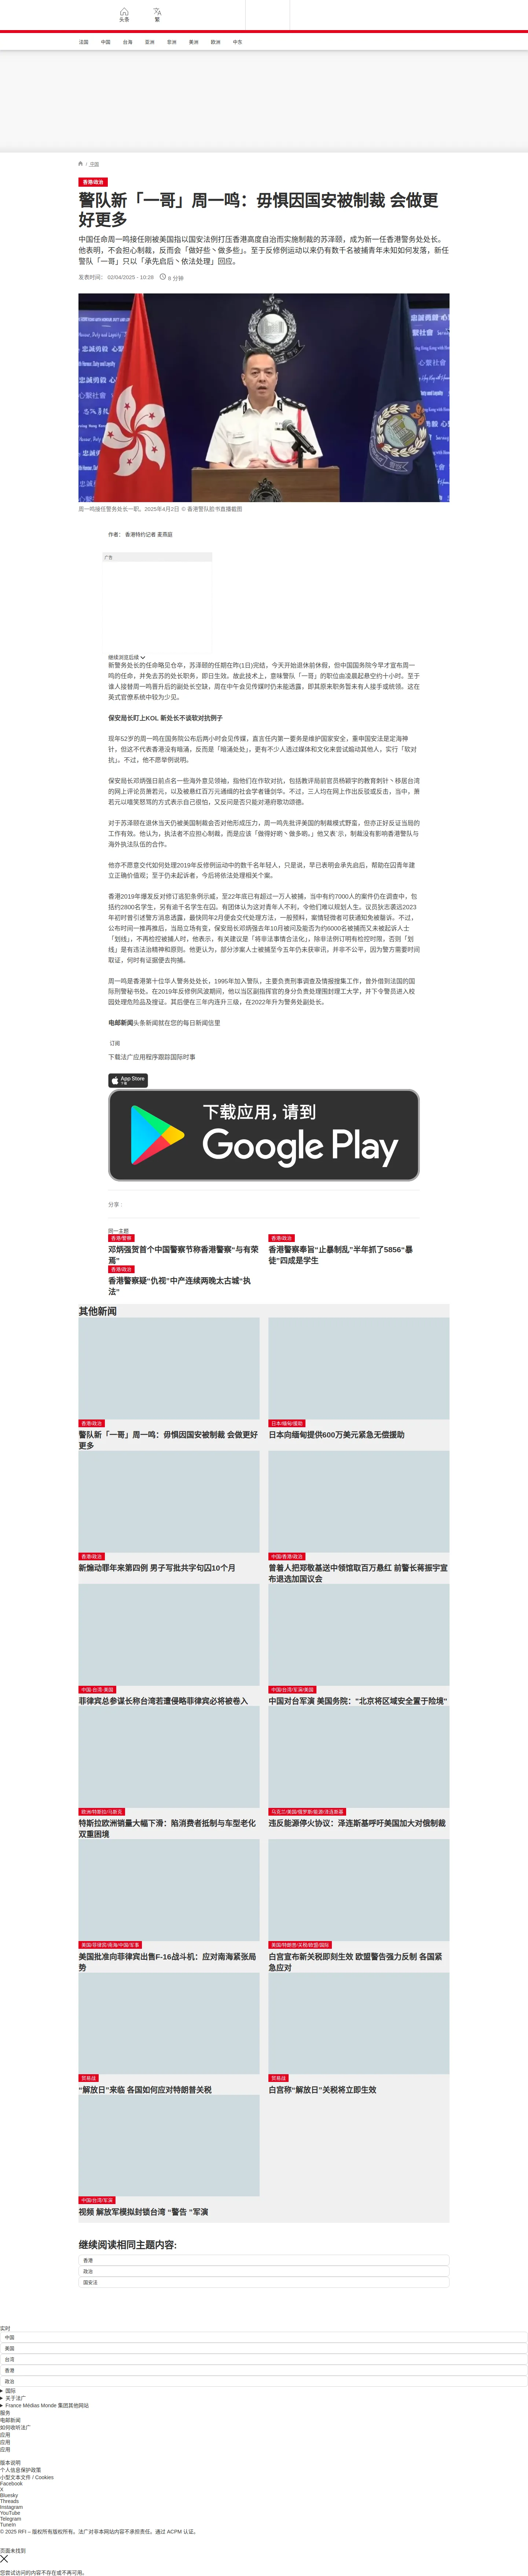 头条
繁
法国
中国
台海
亚洲
非洲
美洲
欧洲
中东
/ 中国
香港/政治
警队新「一哥」周一鸣：毋惧因国安被制裁 会做更
好更多
中国任命周一鸣接任刚被美国指以国安法例打压香港高度自治而实施制裁的苏泽颐，成为新一任香港警务处处长。
他表明，不会担心制裁，反而会「做好些丶做多些」。至于反修例运动以来仍有数千名被捕青年未知如何发落，新任
警队「一哥」只以「承先启后丶依法处理」回应。
发表时间： 02/04/2025 - 10:28
8 分钟
周一鸣接任警务处长一职。2025年4月2日 © 香港警队脸书直播截图
作者： 香港特约记者 麦燕庭
广告
继续浏览后续
新警务处长的任命略见仓卒，苏泽颐的任期在昨(1日)完结，今天开始退休前休假，但中国国务院今早才宣布周一
鸣的任命，并免去苏的处长职务，即日生效。故此技术上，意味警队「一哥」的职位由凌晨起悬空约十小时。至于
谁人接替周一鸣晋升后的副处长空缺，周在中午会见传媒时仍未能透露，即其原来职务暂未有人接手或统领。这在
英式官僚系统中较为少见。
保安局长盯上KOL 新处长不谈软对抗例子
现年52岁的周一鸣在国务院公布后两小时会见传媒，直言任内第一要务是维护国家安全，重申国安法是定海神
针，但这不代表香港没有暗涌，反而是「暗涌处处」，更有不少人透过媒体和文化来尝试煽动其他人，实行「软对
抗」。不过，他不愿举例说明。
保安局长邓炳强日前点名一些海外意见领袖，指他们在作软对抗，包括教评局前官员杨颖宇的教育刺针丶移居台湾
的网上评论员萧若元，以及被悬红百万元通缉的社会学者锺剑华。不过，三人均在网上作出反驳或反击，当中，萧
若元以嘻笑怒骂的方式表示自己很怕，又反问是否只能对港府歌功颂德。
对于苏泽颐在退休当天仍被美国制裁会否对他形成压力，周一鸣先批评美国的制裁模式野蛮，但亦正反证当局的
工作有效。他认为，执法者不应担心制裁，而是应该「做得好啲丶做多啲。」他又表示，制裁没有影响香港警队与
海外执法队伍的合作。
他亦不愿意交代如何处理2019年反修例运动中的数千名年轻人，只是说，早已表明会承先启后，帮助在囚青年建
立正确价值观；至于仍未起诉者，今后将依法处理相关个案。
香港2019年爆发反对修订逃犯条例示威，至22年底已有超过一万人被捕，当中有约7000人的案件仍在调查中，包
括约2800名学生，另有逾千名学生在囚。有团体认为这对青年人不利，令他们难以规划人生。议员狄志袭远2023
年初时曾引述警方消息透露，最快同年2月便会交代处理方法，一般预料，案情轻微者可获通知免被翳诉。不过，
公布时间一推再推后，当局立场有变，保安局长邓炳强去年10月被问及能否为约6000名被捕而又未被起诉人士
「划线」，不再检控被捕人时，他表示，有关建议是「将非法事情合法化」，除非法例订明有检控时限，否则「划
线」是有违法治精神和原则。他更认为，部分涉案人士被捕至今五年仍未获审讯，并非不公平，因为警方需要时间
取证，何时有证据便去拘捕。
周一鸣是香港第十位华人警务处处长，1995年加入警队，主要负责刑事调查及情报搜集工作，曾外借到法国的国
际刑警秘书处。在2019年反修例风波期间，他以当区副指挥官的身分负责处理围封理工大学，并下令警员进入校
园处理危险品及搜证。其后便在三年内连升三级，在2022年升为警务处副处长。
电邮新闻头条新闻就在您的每日新闻信里
订阅
下载法广应用程序跟踪国际时事
App Store
下载应用，请到
Google Play
分享 :
同一主题
香港/警察
邓炳强贺首个中国警察节称香港警察"与有荣
焉"
香港/政治
香港警察奉旨"止暴制乱"半年抓了5856"暴
徒"四成是学生
香港/政治
香港警察疑"仇视"中产连续两晚太古城"执
法"
其他新闻
香港/政治
警队新「一哥」周一鸣：毋惧因国安被制裁 会做更好
更多
日本/缅甸/援助
日本向缅甸提供600万美元紧急无偿援助
香港/政治
新煽动罪年来第四例 男子写批共字句囚10个月
中国/香港/政治
曾着人把郑敬基送中领馆取百万悬红 前警长蒋振宇宣
布退选加国议会
中国 台湾 美国
菲律宾总参谋长称台湾若遭侵略菲律宾必将被卷入
中国/台湾/军演/美国
中国对台军演 美国务院："北京将区域安全置于险境"
欧洲/特斯拉/马斯克
特斯拉欧洲销量大幅下滑：陷消费者抵制与车型老化
双重困境
乌克兰/美国/俄罗斯/能源/泽连斯基
违反能源停火协议：泽连斯基呼吁美国加大对俄制裁
美国/菲律宾/南海/中国/军事
美国批准向菲律宾出售F-16战斗机：应对南海紧张局
势
美国/特朗普/关税/欧盟/国际
白宫宣布新关税即刻生效 欧盟警告强力反制 各国紧
急应对
贸易战
"解放日"来临 各国如何应对特朗普关税
贸易战
白宫称"解放日"关税将立即生效
中国/台湾/军演
视频 解放军模拟封锁台湾 "警告 "军演
继续阅读相同主题内容:
香港
政治
国安法
实时
中国
美国
台湾
香港
政治
国际
关于法广
France Médias Monde 集团其他网站
服务
电邮新闻
如何收听法广
应用
应用
应用
版本说明
个人信息保护政策
小型文本文件 / Cookies
Facebook
X
Bluesky
Threads
Instagram
YouTube
Telegram
TuneIn
© 2025 RFI – 版权所有版权所有。法广对非本网站内容不承担责任。通过 ACPM 认证。
页面未找到
您尝试访问的内容不存在或不再可用。